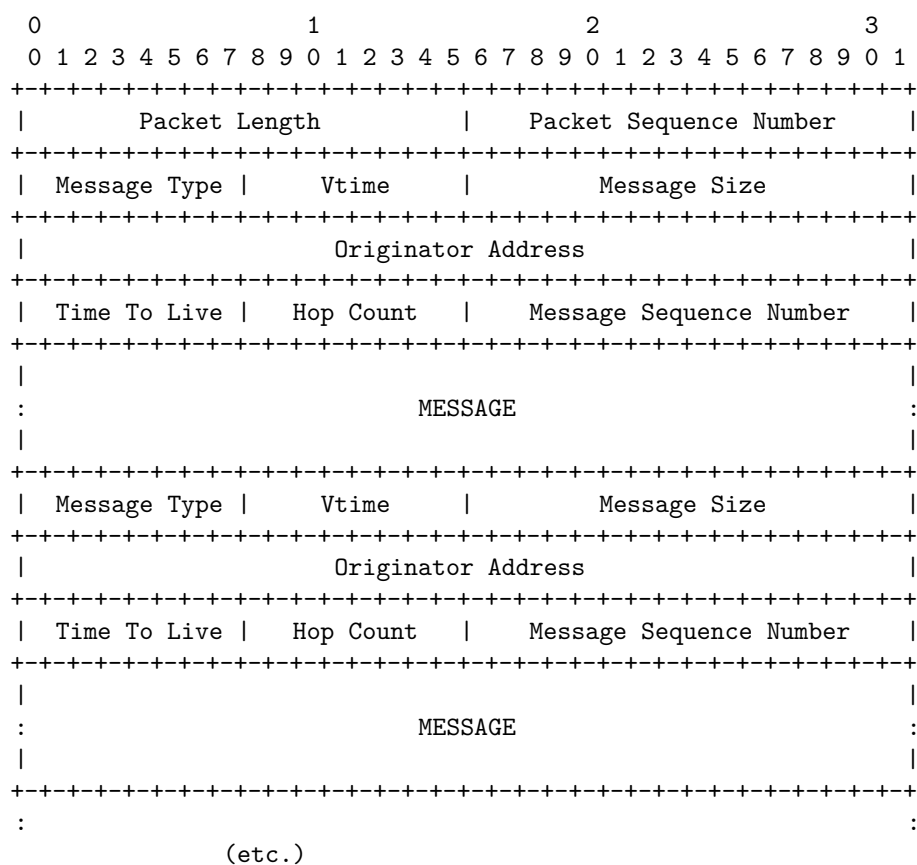 0                   1                   2                   3
 0 1 2 3 4 5 6 7 8 9 0 1 2 3 4 5 6 7 8 9 0 1 2 3 4 5 6 7 8 9 0 1
+-+-+-+-+-+-+-+-+-+-+-+-+-+-+-+-+-+-+-+-+-+-+-+-+-+-+-+-+-+-+-+-+
|        Packet Length          |    Packet Sequence Number     |
+-+-+-+-+-+-+-+-+-+-+-+-+-+-+-+-+-+-+-+-+-+-+-+-+-+-+-+-+-+-+-+-+
|  Message Type |     Vtime     |         Message Size          |
+-+-+-+-+-+-+-+-+-+-+-+-+-+-+-+-+-+-+-+-+-+-+-+-+-+-+-+-+-+-+-+-+
|                      Originator Address                       |
+-+-+-+-+-+-+-+-+-+-+-+-+-+-+-+-+-+-+-+-+-+-+-+-+-+-+-+-+-+-+-+-+
|  Time To Live |   Hop Count   |    Message Sequence Number    |
+-+-+-+-+-+-+-+-+-+-+-+-+-+-+-+-+-+-+-+-+-+-+-+-+-+-+-+-+-+-+-+-+
|                                                               |
:                            MESSAGE                            :
|                                                               |
+-+-+-+-+-+-+-+-+-+-+-+-+-+-+-+-+-+-+-+-+-+-+-+-+-+-+-+-+-+-+-+-+
|  Message Type |     Vtime     |         Message Size          |
+-+-+-+-+-+-+-+-+-+-+-+-+-+-+-+-+-+-+-+-+-+-+-+-+-+-+-+-+-+-+-+-+
|                      Originator Address                       |
+-+-+-+-+-+-+-+-+-+-+-+-+-+-+-+-+-+-+-+-+-+-+-+-+-+-+-+-+-+-+-+-+
|  Time To Live |   Hop Count   |    Message Sequence Number    |
+-+-+-+-+-+-+-+-+-+-+-+-+-+-+-+-+-+-+-+-+-+-+-+-+-+-+-+-+-+-+-+-+
|                                                               |
:                            MESSAGE                            :
|                                                               |
+-+-+-+-+-+-+-+-+-+-+-+-+-+-+-+-+-+-+-+-+-+-+-+-+-+-+-+-+-+-+-+-+
:                                                               :
               (etc.)